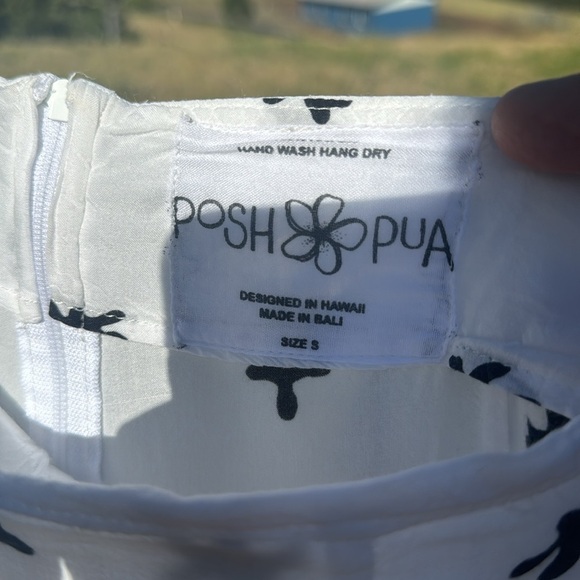 HAND WASH HANG DRY
POSH PUA
DESIGNED IN HAWAII
MADE IN BALI
SIZE S